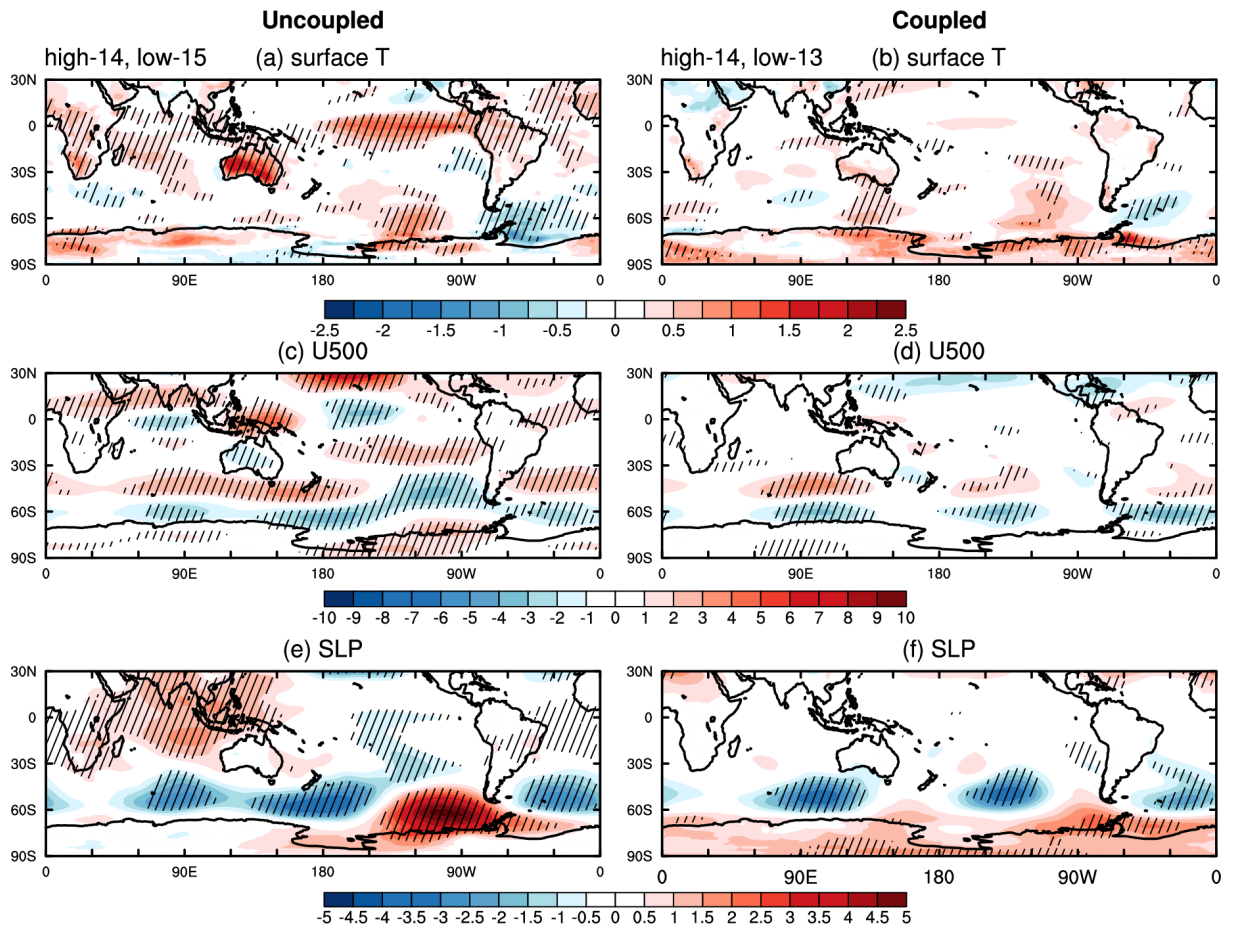 Uncoupled Coupled
high-14, low-15 (a) surface T high-14, low-13 (b) surface T
30N 30N
0 0
30S 30S
60S 60S
90S 90S
0 90E 180 90W 0 0 90E 180 90W 0
-2.5 -2 -1.5 -1 -0.5 0 0.5 1 1.5 2 2.5
(c) U500 (d) U500
30N 30N
0 0
30S 30S
60S 60S
90S 90S
0 90E 180 90W 0 0 90E 180 90W 0
-10 -9 -8 -7 -6 -5 -4 -3 -2 -1 0 1 2 3 4 5 6 7 8 9 10
(e) SLP (f) SLP
30N 30N
0 0
30S 30S
60S 60S
90S 90S
0 90E 180 90W 0 0 90E 180 90W 0
-5 -4.5 -4 -3.5 -3 -2.5 -2 -1.5 -1 -0.5 0 0.5 1 1.5 2 2.5 3 3.5 4 4.5 5